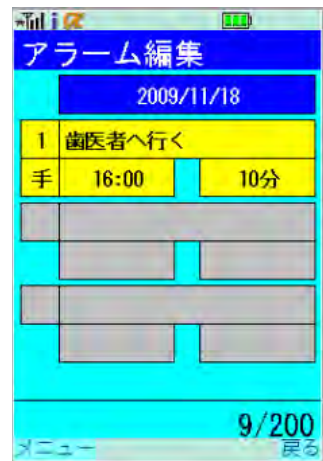 アラーム編集
2009/11/18
1 歯医者へ行く
手 16:00 10分
9/200
メニュー 戻る